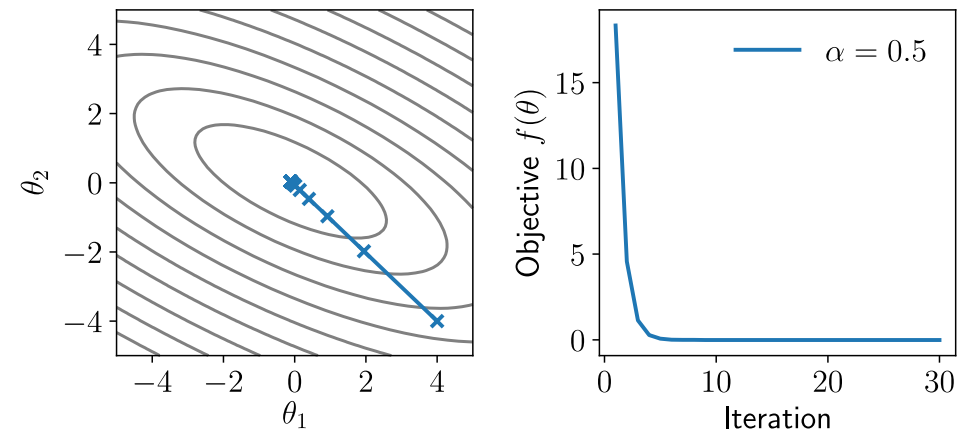 4
2
0
−2
−4
θ₂
−4 −2 0 2 4
θ₁
α = 0.5
15
10
5
0
Objective f(θ)
0 10 20 30
Iteration